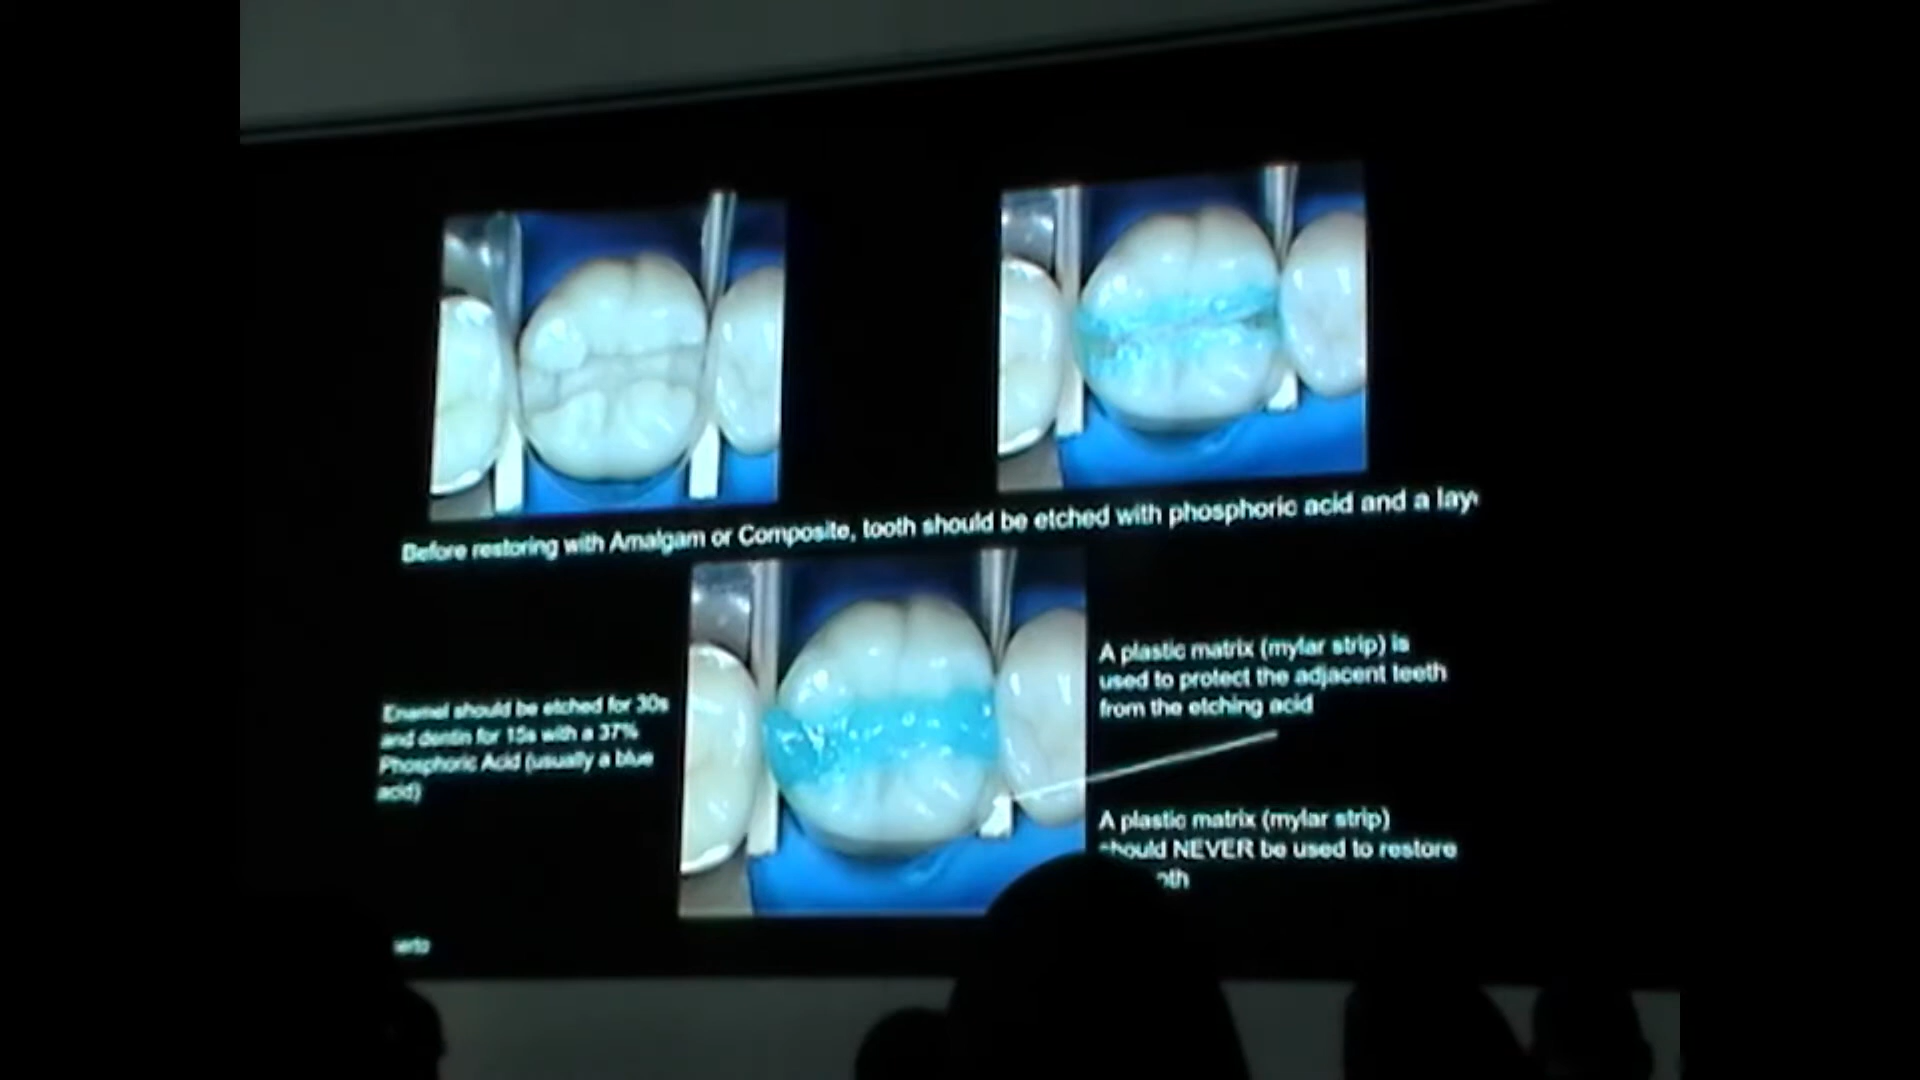 Before restoring with Amalgam or Composite, tooth should be etched with phosphoric acid and a lay
Enamel should be etched for 30s
and dentin for 15s with a 37%
Phosphoric Acid (usually a blue
acid)
A plastic matrix (mylar strip) is
used to protect the adjacent teeth
from the etching acid
A plastic matrix (mylar strip)
should NEVER be used to restore